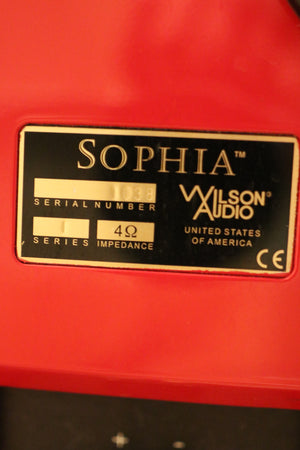 SOPHIA™
SERIAL NUMBER
WILSON®
AUDIO
4Ω
SERIES
IMPEDANCE
UNITED STATES
OF AMERICA
CE
+ -